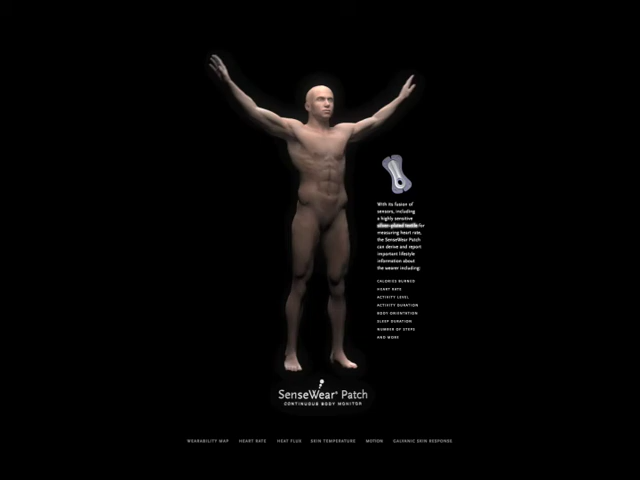 With its fusion of
sensors, including
a highly sensitive
silver-plated textile for
measuring heart rate,
the SenseWear Patch
can derive and report
important lifestyle
information about
the wearer including:
CALORIES BURNED
HEART RATE
ACTIVITY LEVEL
ACTIVITY DURATION
BODY ORIENTATION
SLEEP DURATION
NUMBER OF STEPS
AND MORE
SenseWear® Patch
CONTINUOUS BODY MONITOR
WEARABILITY MAP HEART RATE HEAT FLUX SKIN TEMPERATURE MOTION GALVANIC SKIN RESPONSE